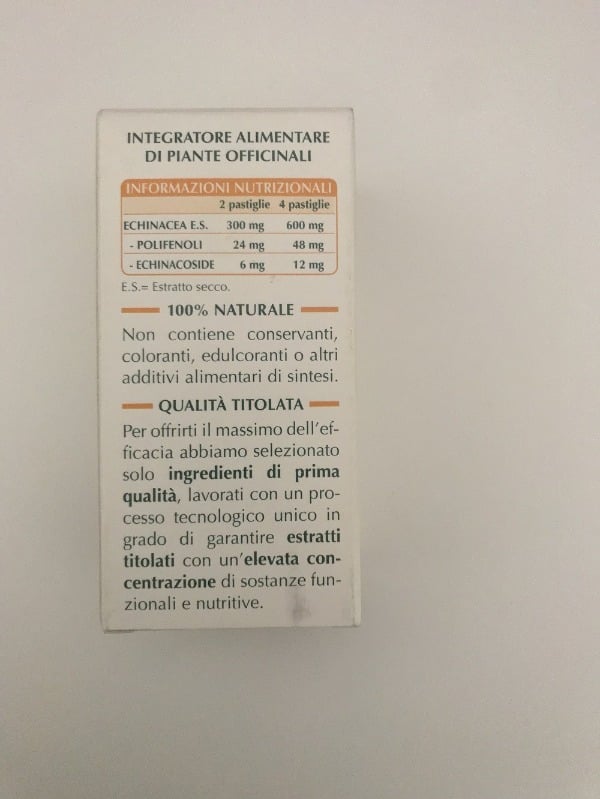 INTEGRATORE ALIMENTARE
DI PIANTE OFFICINALI
INFORMAZIONI NUTRIZIONALI
2 pastiglie 4 pastiglie
ECHINACEA E.S. 300 mg 600 mg
- POLIFENOLI 24 mg 48 mg
- ECHINACOSIDE 6 mg 12 mg
E.S.= Estratto secco.
100% NATURALE
Non contiene conservanti,
coloranti, edulcoranti o altri
additivi alimentari di sintesi.
QUALITÀ TITOLATA
Per offrirti il massimo dell'ef-
ficacia abbiamo selezionato
solo ingredienti di prima
qualità, lavorati con un pro-
cesso tecnologico unico in
grado di garantire estratti
titolati con un'elevata con-
centrazione di sostanze fun-
zionali e nutritive.